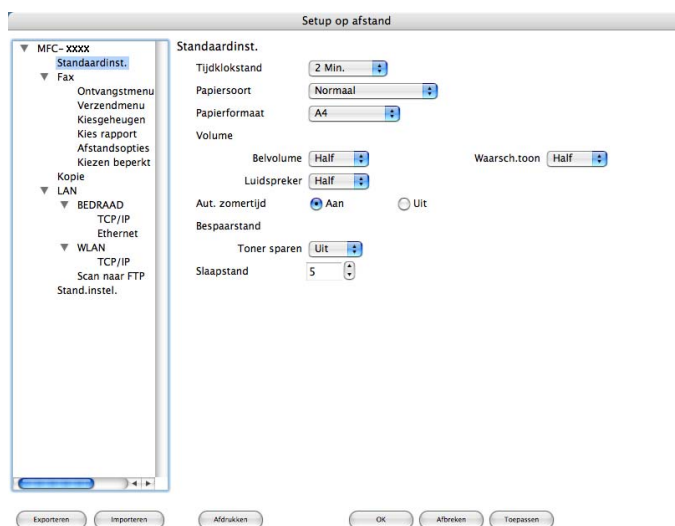 Setup op afstand
MFC-xxxx
Standaardinst.
Fax
Ontvangstmenu
Verzendmenu
Kiesgeheugen
Kies rapport
Afstandsopties
Kiezen beperkt
Kopie
LAN
BEDRAAD
TCP/IP
Ethernet
WLAN
TCP/IP
Scan naar FTP
Stand.instel.
Standaardinst.
Tijdklokstand 2 Min.
Papiersoort Normaal
Papierformaat A4
Volume
Belvolume Half Waarsch.toon Half
Luidspreker Half
Aut. zomertijd Aan Uit
Bespaarstand
Toner sparen Uit
Slaapstand 5
Exporteren Importeren Afdrukken OK Afbreken Toepassen